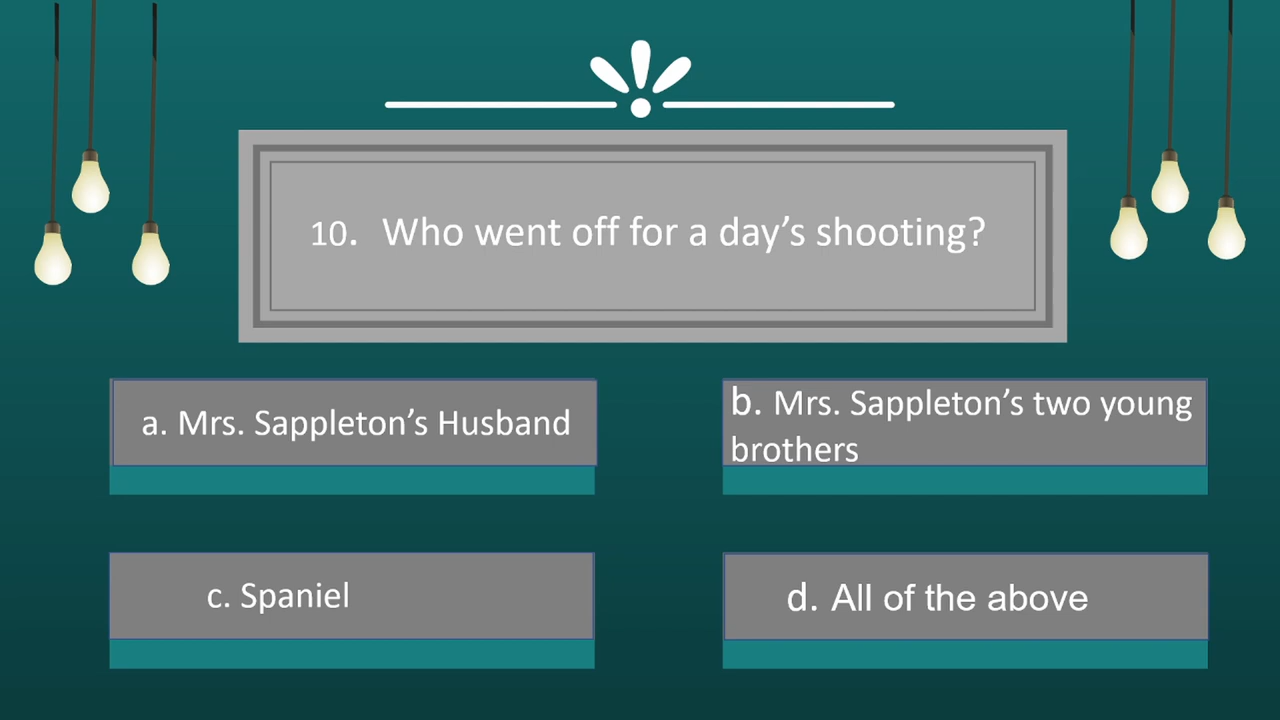 10. Who went off for a day’s shooting?
a. Mrs. Sappleton’s Husband
b. Mrs. Sappleton’s two young
brothers
c. Spaniel
d. All of the above